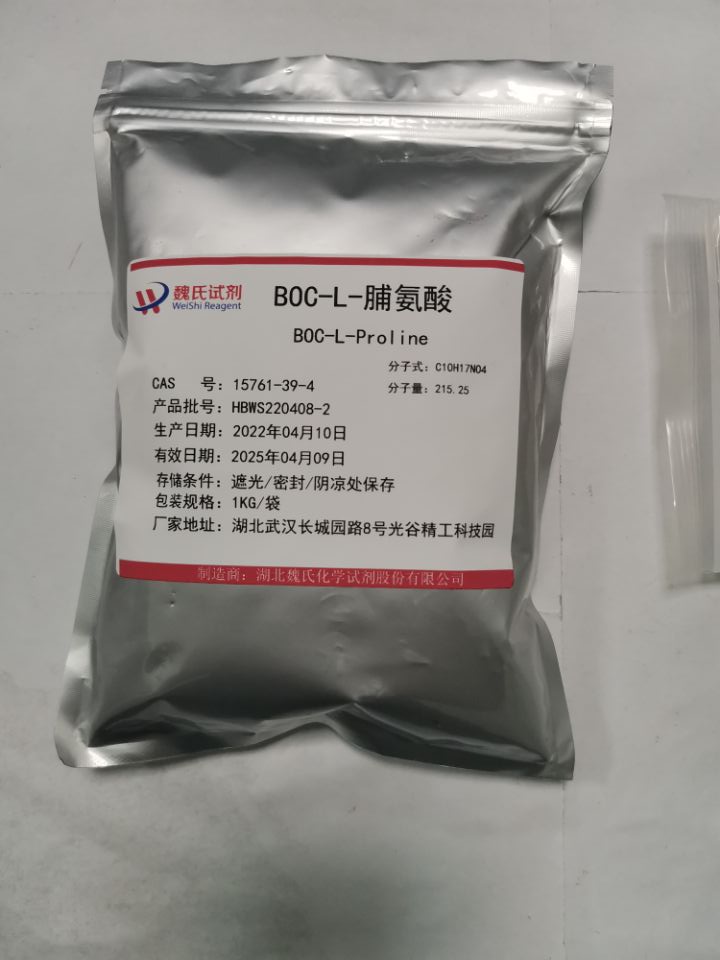 魏氏试剂
WeiShi Reagent
BOC-L-脯氨酸
BOC-L-Proline
分子式：C10H17NO4
分子量：215.25
CAS 号：15761-39-4
产品批号：HBWS220408-2
生产日期：2022年04月10日
有效日期：2025年04月09日
存储条件：遮光/密封/阴凉处保存
包装规格：1KG/袋
厂家地址：湖北武汉长城园路8号光谷精工科技园
制造商：湖北魏氏化学试剂股份有限公司